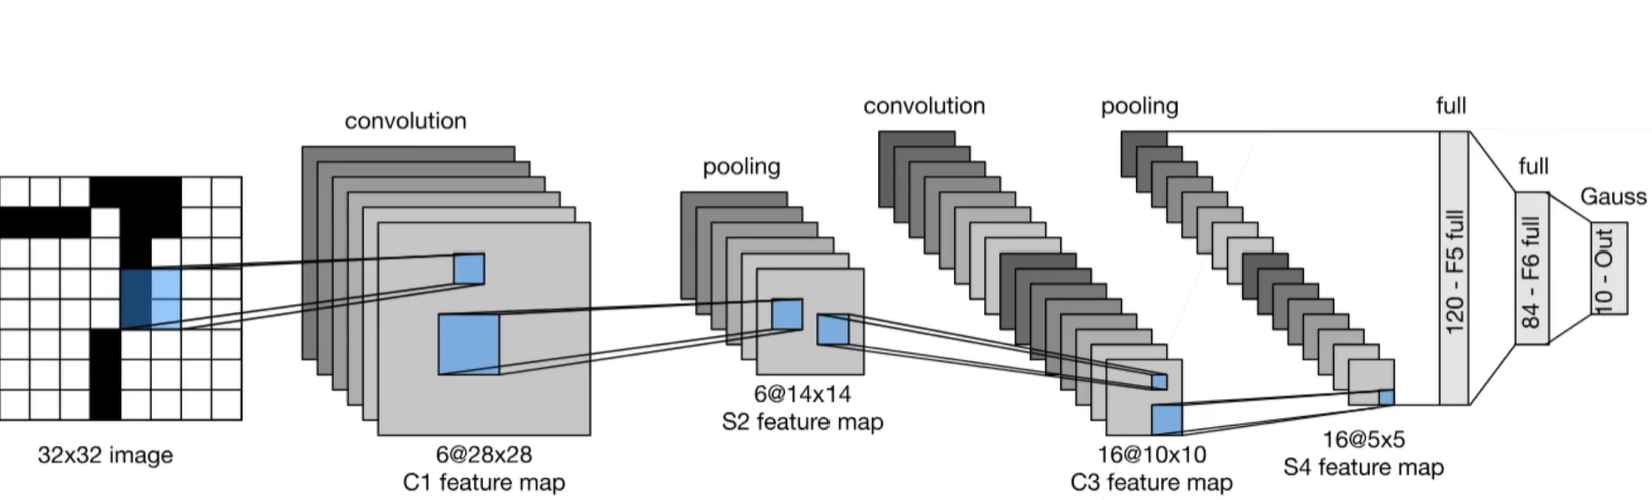 convolution
pooling
convolution
pooling
full
full
Gauss
120 - F5 full
84 - F6 full
10 - Out
32x32 image
6@28x28
C1 feature map
6@14x14
S2 feature map
16@10x10
C3 feature map
16@5x5
S4 feature map